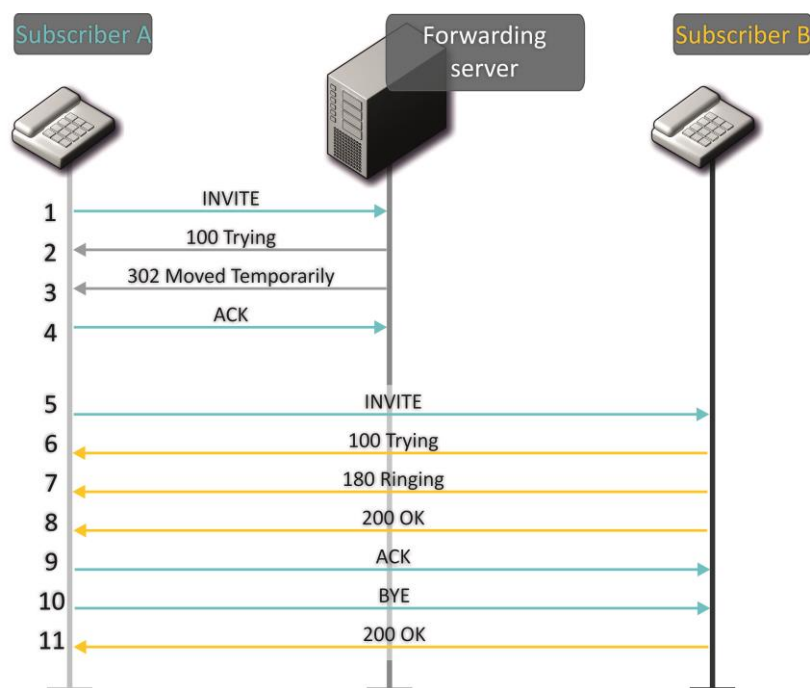 Subscriber A
Forwarding
server
Subscriber B
1
INVITE
2
100 Trying
3
302 Moved Temporarily
4
ACK
5
INVITE
6
100 Trying
7
180 Ringing
8
200 OK
9
ACK
10
BYE
11
200 OK